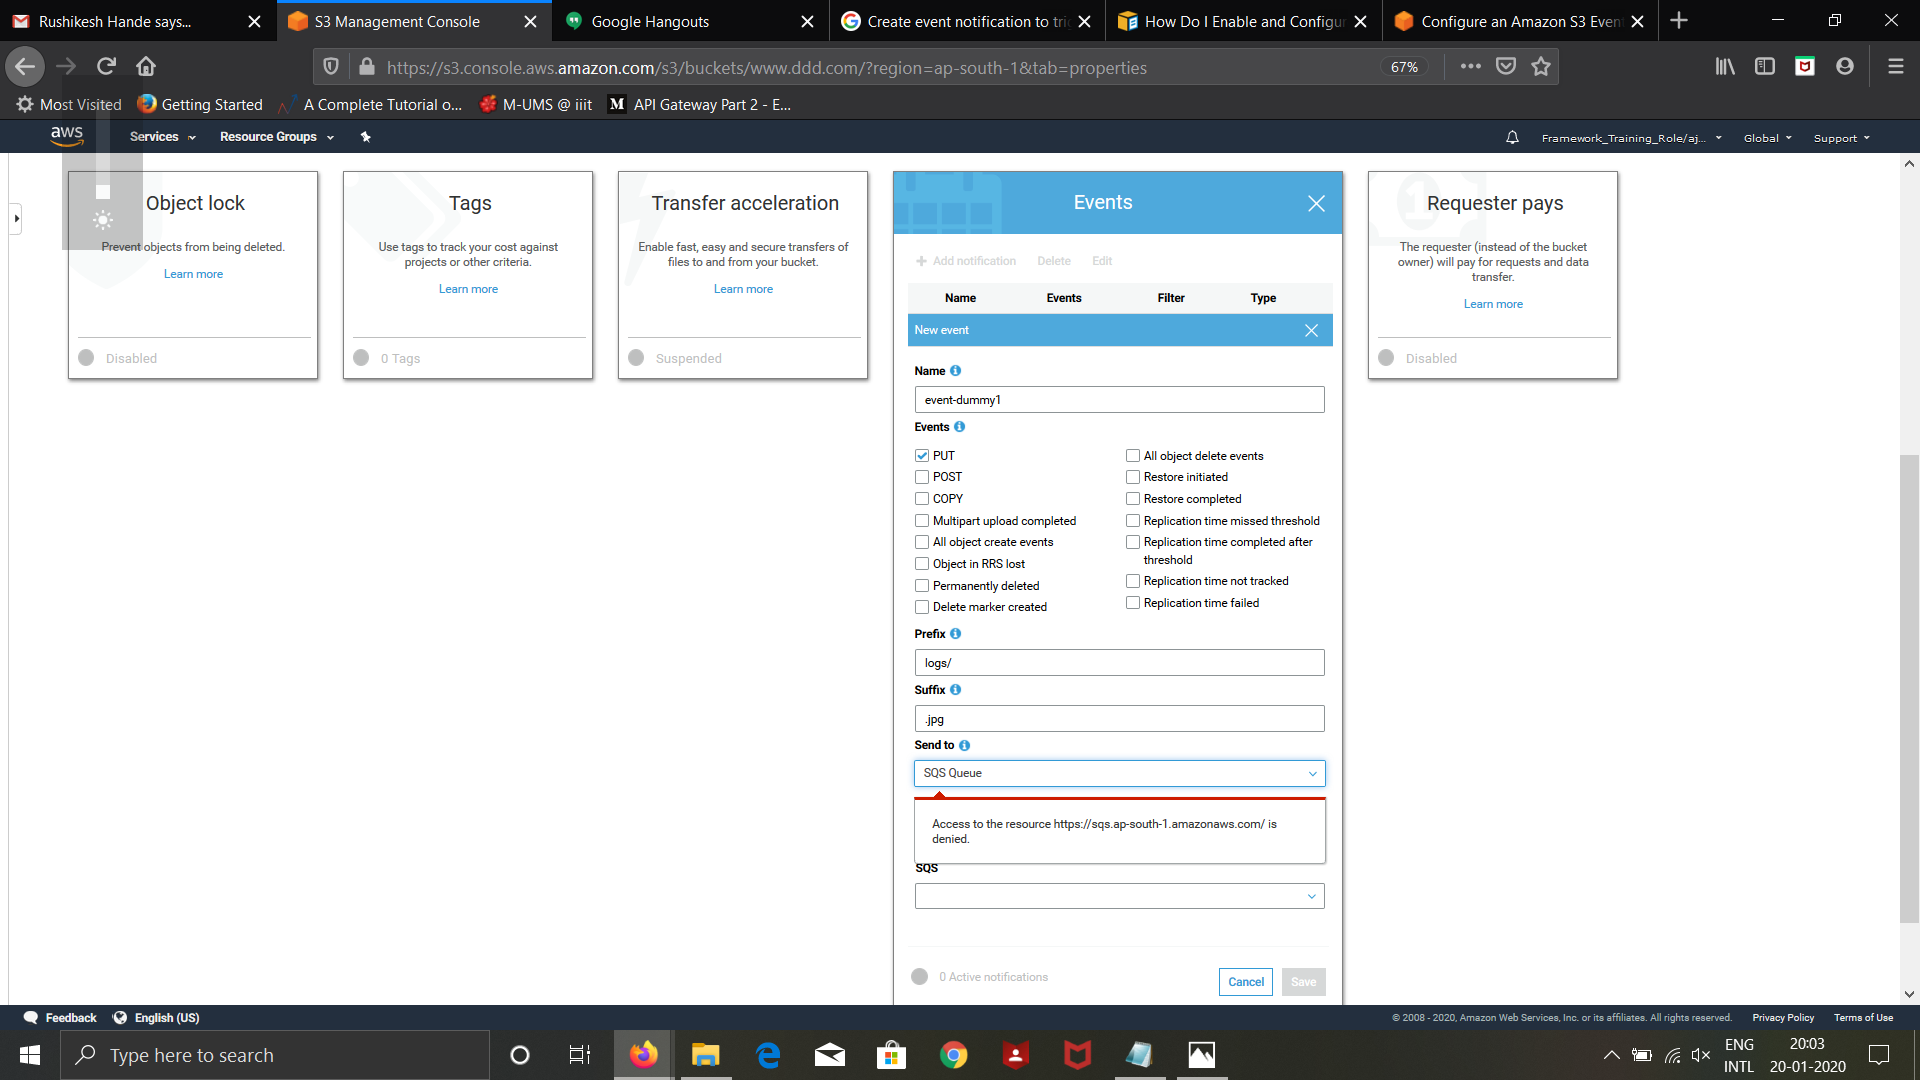 Rushikesh Hande says...
S3 Management Console
Google Hangouts
Create event notification to trig
How Do I Enable and Configur
Configure an Amazon S3 Even
https://s3.console.aws.amazon.com/s3/buckets/www.ddd.com/?region=ap-south-1&tab=properties
67%
Most Visited
Getting Started
A Complete Tutorial o...
M-UMS @ iiit
M
API Gateway Part 2 - E...
aws
Services
Resource Groups
Framework_Training_Role/aj...
Global
Support
Object lock
Prevent objects from being deleted.
Learn more
Disabled
Tags
Use tags to track your cost against
projects or other criteria.
Learn more
0 Tags
Transfer acceleration
Enable fast, easy and secure transfers of
files to and from your bucket.
Learn more
Suspended
Events
Add notification
Delete
Edit
Name
Events
Filter
Type
New event
Name
event-dummy1
Events
PUT
POST
COPY
Multipart upload completed
All object create events
Object in RRS lost
Permanently deleted
Delete marker created
All object delete events
Restore initiated
Restore completed
Replication time missed threshold
Replication time completed after
threshold
Replication time not tracked
Replication time failed
Prefix
logs/
Suffix
.jpg
Send to
SQS Queue
Access to the resource https://sqs.ap-south-1.amazonaws.com/ is
denied.
SQS
0 Active notifications
Cancel
Save
Requester pays
The requester (instead of the bucket
owner) will pay for requests and data
transfer.
Learn more
Disabled
Feedback
English (US)
© 2008 - 2020, Amazon Web Services, Inc. or its affiliates. All rights reserved.
Privacy Policy
Terms of Use
Type here to search
ENG
INTL
20:03
20-01-2020